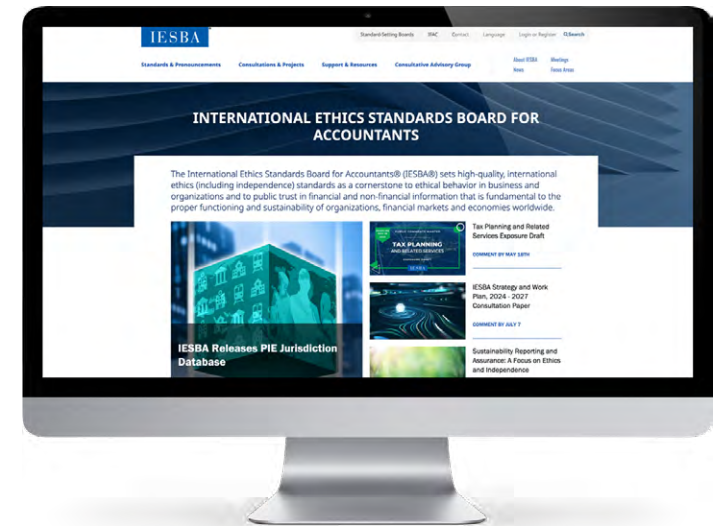 IESBA
Standard-Setting Boards IFAC Contact Language Login or Register Search
Standards & Pronouncements Consultations & Projects Support & Resources Consultative Advisory Group
About IESBA Meetings
News Focus Areas
INTERNATIONAL ETHICS STANDARDS BOARD FOR
ACCOUNTANTS
The International Ethics Standards Board for Accountants® (IESBA®) sets high-quality, international
ethics (including independence) standards as a cornerstone to ethical behavior in business and
organizations and to public trust in financial and non-financial information that is fundamental to the
proper functioning and sustainability of organizations, financial markets and economies worldwide.
IESBA Releases PIE Jurisdiction
Database
TAX PLANNING
AND RELATED SERVICES
IESBA
Tax Planning and Related
Services Exposure Draft
COMMENT BY MAY 18TH
IESBA Strategy and Work
Plan, 2024 - 2027
Consultation Paper
COMMENT BY JULY 7
Sustainability Reporting and
Assurance: A Focus on Ethics
and Independence